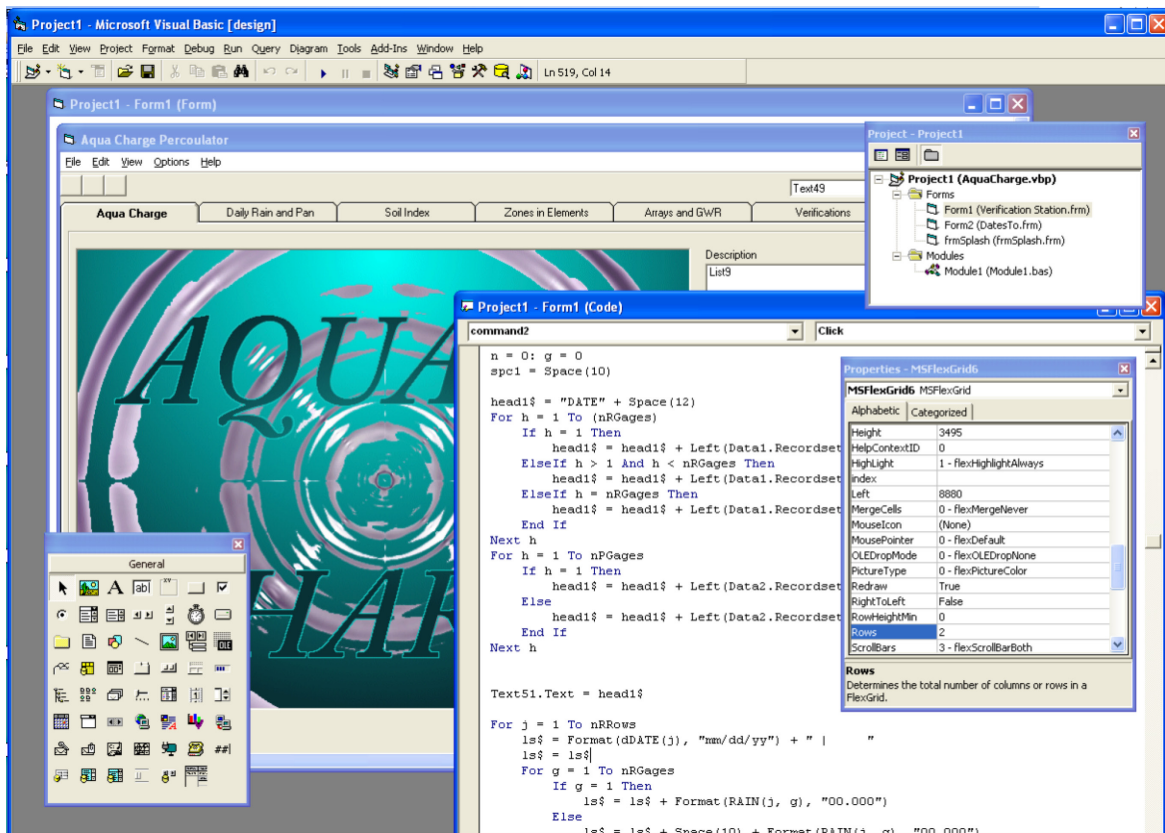 Project1 - Microsoft Visual Basic [design]
File Edit View Project Format Debug Run Query Diagram Tools Add-Ins Window Help
Ln 519, Col 14
Project1 - Form1 (Form)
Aqua Charge Percoulator
File Edit View Options Help
Text49
Aqua Charge Daily Rain and Pan Soil Index Zones in Elements Arrays and GWR Verifications
Description
List9
AQUA
HAR
Project - Project1
Project1 (AquaCharge.vbp)
Forms
Form1 (Verification Station.frm)
Form2 (DatesTo.frm)
frmSplash (frmSplash.frm)
Modules
Module1 (Module1.bas)
Project1 - Form1 (Code)
command2 Click
n = 0: g = 0
spc1 = Space(10)
head1$ = "DATE" + Space(12)
For h = 1 To (nRGages)
If h = 1 Then
head1$ = head1$ + Left(Data1.Recordset
ElseIf h > 1 And h < nRGages Then
head1$ = head1$ + Left(Data1.Recordset
ElseIf h = nRGages Then
head1$ = head1$ + Left(Data1.Recordset
End If
Next h
For h = 1 To nPGages
If h = 1 Then
head1$ = head1$ + Left(Data2.Recordset
Else
head1$ = head1$ + Left(Data2.Recordset
End If
Next h
Text51.Text = head1$
For j = 1 To nRRows
ls$ = Format(dDATE(j), "mm/dd/yy") + " |     "
ls$ = ls$
For g = 1 To nRGages
If g = 1 Then
ls$ = ls$ + Format(RAIN(j, g), "00.000")
Else
ls$ = ls$ + Space(10) + Format(RAIN(j, g), "00.000")
Properties - MSFlexGrid6
MSFlexGrid6 MSFlexGrid
Alphabetic Categorized
Height 3495
HelpContextID 0
HighLight 1 - flexHighlightAlways
Index
Left 8880
MergeCells 0 - flexMergeNever
MouseIcon (None)
MousePointer 0 - flexDefault
OLEDropMode 0 - flexOLEDropNone
PictureType 0 - flexPictureColor
Redraw True
RightToLeft False
RowHeightMin 0
Rows 2
ScrollBars 3 - flexScrollBarBoth
Rows
Determines the total number of columns or rows in a
FlexGrid.
General
A ab|
XY
OLE
##|